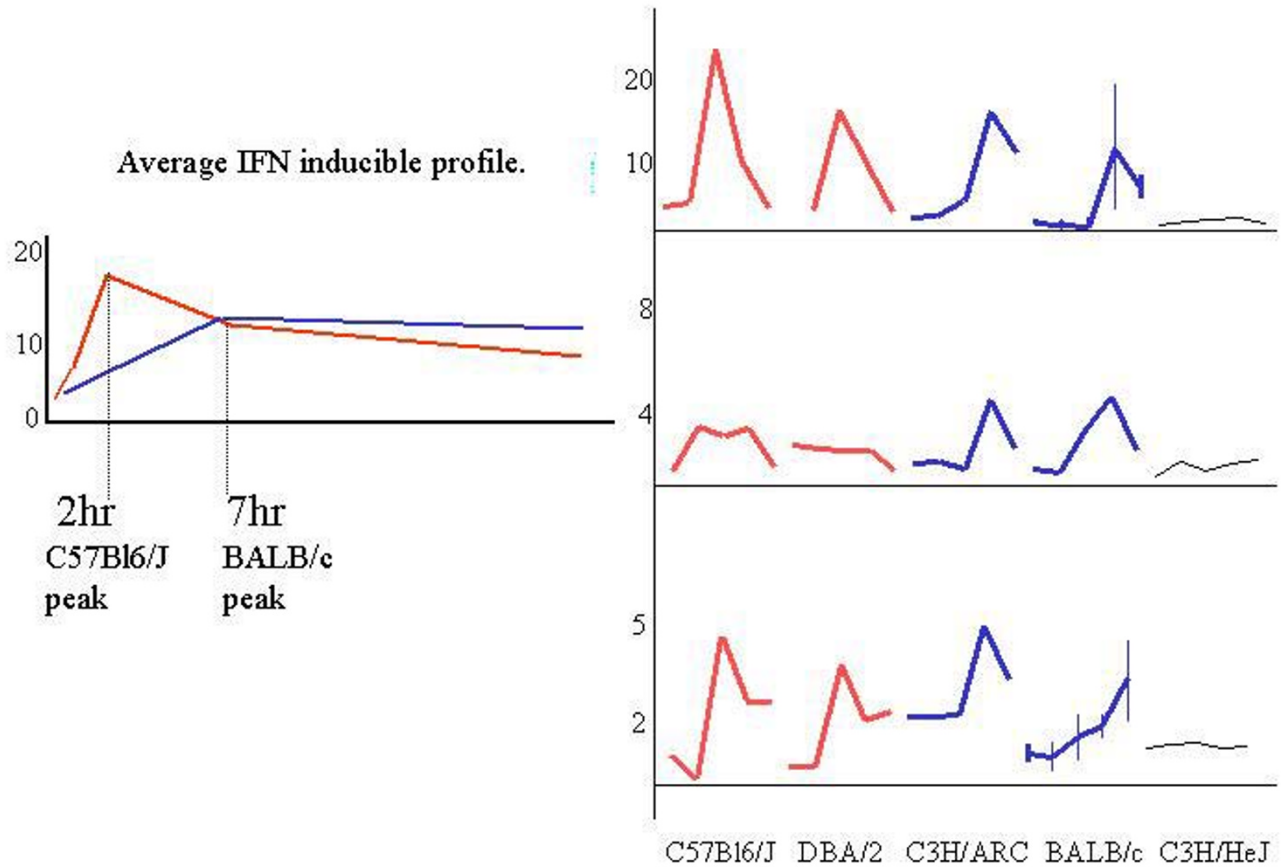 Average IFN inducible profile.
20
10
0
2hr
C57Bl6/J
peak
7hr
BALB/c
peak
20
10
8
4
5
2
C57Bl6/J DBA/2 C3H/ARC BALB/c C3H/HeJ